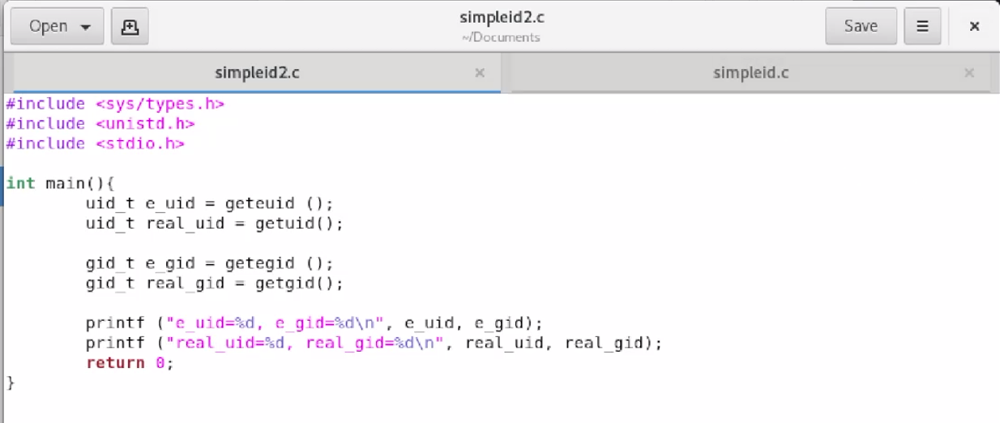 Open
simpleid2.c
~/Documents
Save
simpleid2.c
simpleid.c
#include <sys/types.h>
#include <unistd.h>
#include <stdio.h>
int main(){
        uid_t e_uid = geteuid ();
        uid_t real_uid = getuid();
        gid_t e_gid = getegid ();
        gid_t real_gid = getgid();
        printf ("e_uid=%d, e_gid=%d\n", e_uid, e_gid);
        printf ("real_uid=%d, real_gid=%d\n", real_uid, real_gid);
        return 0;
}